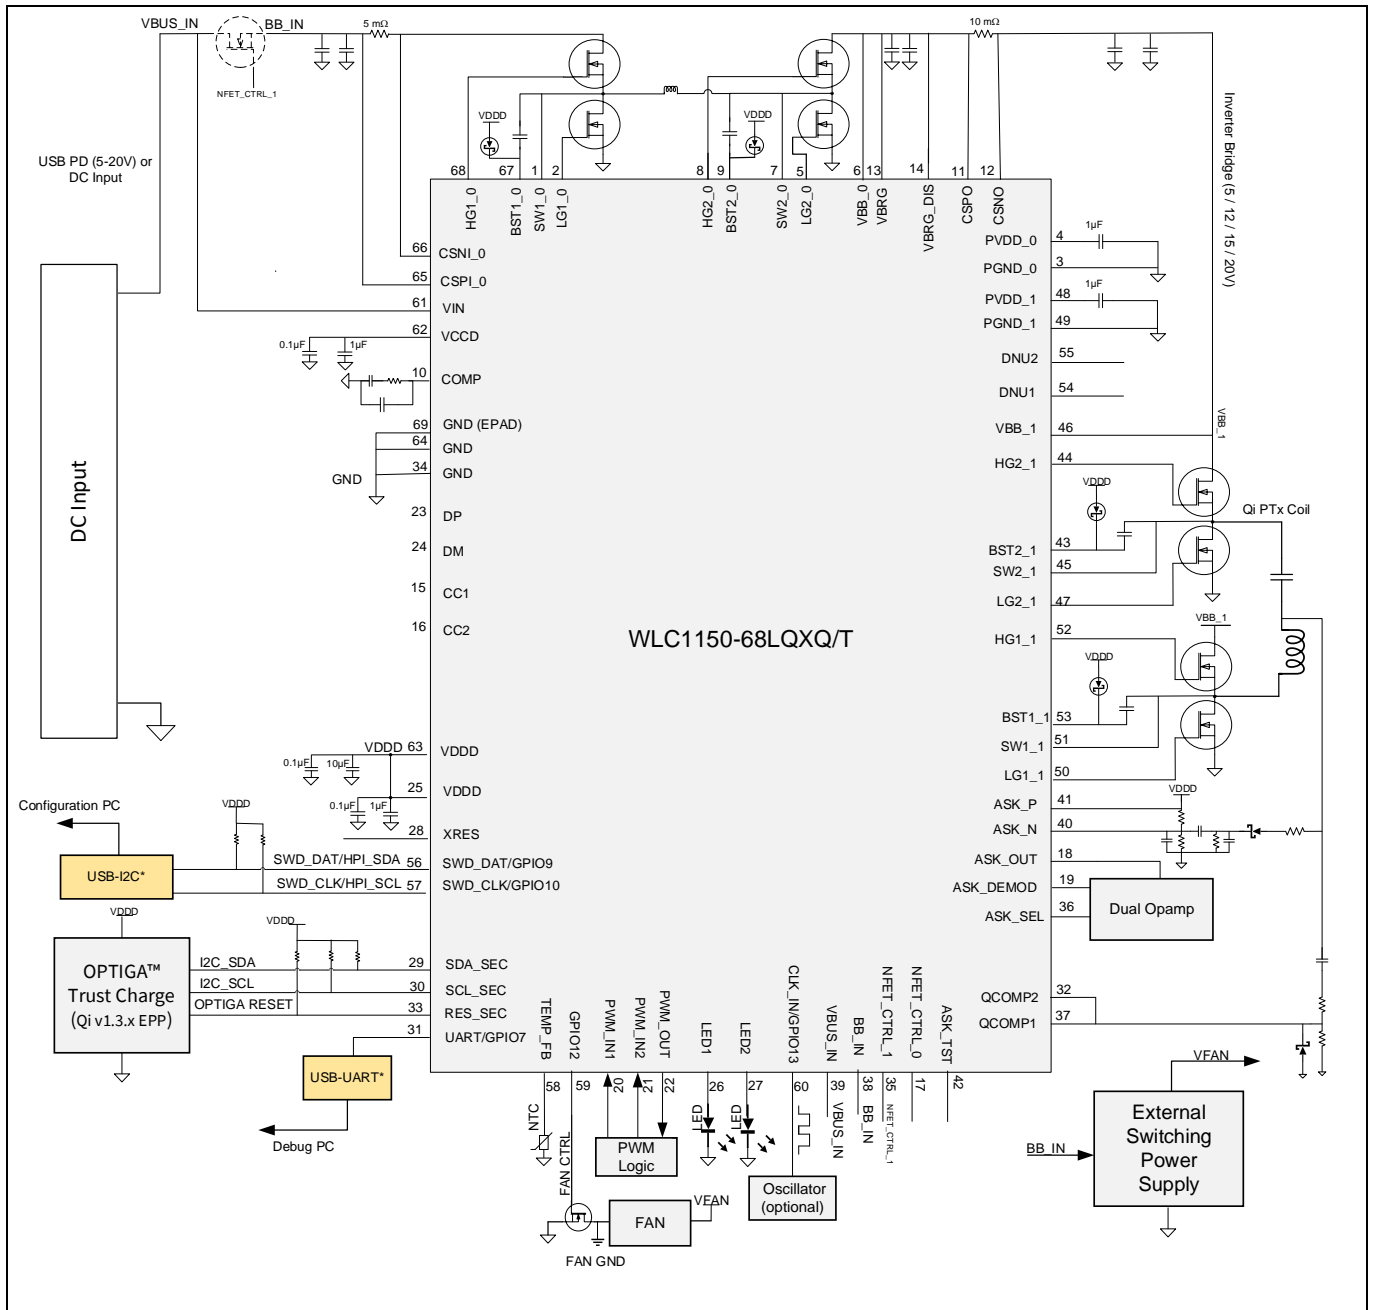 VBUS_IN
BB_IN
5 mΩ
10 mΩ
NFET_CTRL_1
VDDD
VDDD
USB PD (5-20V) or
DC Input
Inverter Bridge (5 / 12 / 15 / 20V)
68
67
1
2
8
9
7
5
6
13
14
11
12
HG1_0
BST1_0
SW1_0
LG1_0
HG2_0
BST2_0
SW2_0
LG2_0
VBB_0
VBRG
VBRG_DIS
CSPO
CSNO
DC Input
66
CSNI_0
65
CSPI_0
61
VIN
62
VCCD
0.1µF
1µF
10
COMP
69
GND (EPAD)
64
GND
34
GND
GND
23
DP
24
DM
15
CC1
16
CC2
WLC1150-68LQXQ/T
VDDD
63
VDDD
0.1µF
10µF
25
VDDD
0.1µF
1µF
28
XRES
Configuration PC
VDDD
USB-I2C*
SWD_DAT/HPI_SDA
56
SWD_DAT/GPIO9
SWD_CLK/HPI_SCL
57
SWD_CLK/GPIO10
VDDD
VDDD
OPTIGA™
Trust Charge
(Qi v1.3.x EPP)
I2C_SDA
29
SDA_SEC
I2C_SCL
30
SCL_SEC
OPTIGA RESET
33
RES_SEC
31
UART/GPIO7
USB-UART*
Debug PC
PVDD_0
4
1µF
PGND_0
3
PVDD_1
48
1µF
PGND_1
49
DNU2
55
DNU1
54
VBB_1
46
VBB_1
HG2_1
44
VDDD
Qi PTx Coil
BST2_1
43
SW2_1
45
LG2_1
47
HG1_1
52
VBB_1
VDDD
BST1_1
53
SW1_1
51
LG1_1
50
VDDD
ASK_P
41
ASK_N
40
ASK_OUT
18
ASK_DEMOD
19
ASK_SEL
36
Dual Opamp
QCOMP2
32
QCOMP1
37
TEMP_FB
GPIO12
PWM_IN1
PWM_IN2
PWM_OUT
LED1
LED2
CLK_IN/GPIO13
VBUS_IN
BB_IN
NFET_CTRL_1
NFET_CTRL_0
ASK_TST
58
59
20
21
22
26
27
60
39
38
35
17
42
NTC
FAN CTRL
PWM
Logic
LED
LED
Oscillator
(optional)
VBUS_IN
BB_IN
NFET_CTRL_1
FAN
VFAN
FAN GND
VFAN
BB_IN
External
Switching
Power
Supply